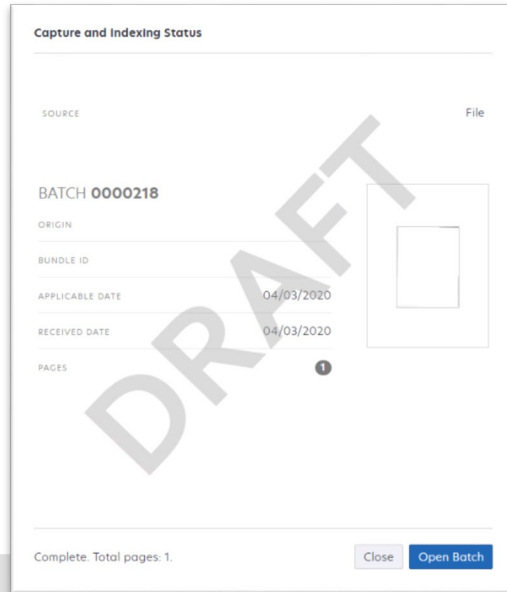 Capture and Indexing Status
SOURCE File
BATCH 0000218
ORIGIN
BUNDLE ID
APPLICABLE DATE 04/03/2020
RECEIVED DATE 04/03/2020
PAGES 1
DRAFT
Complete. Total pages: 1. Close Open Batch